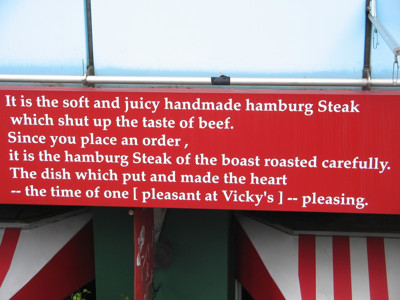 It is the soft and juicy handmade hamburg Steak
which shut up the taste of beef.
Since you place an order ,
it is the hamburg Steak of the boast roasted carefully.
The dish which put and made the heart
-- the time of one [ pleasant at Vicky's ] -- pleasing.